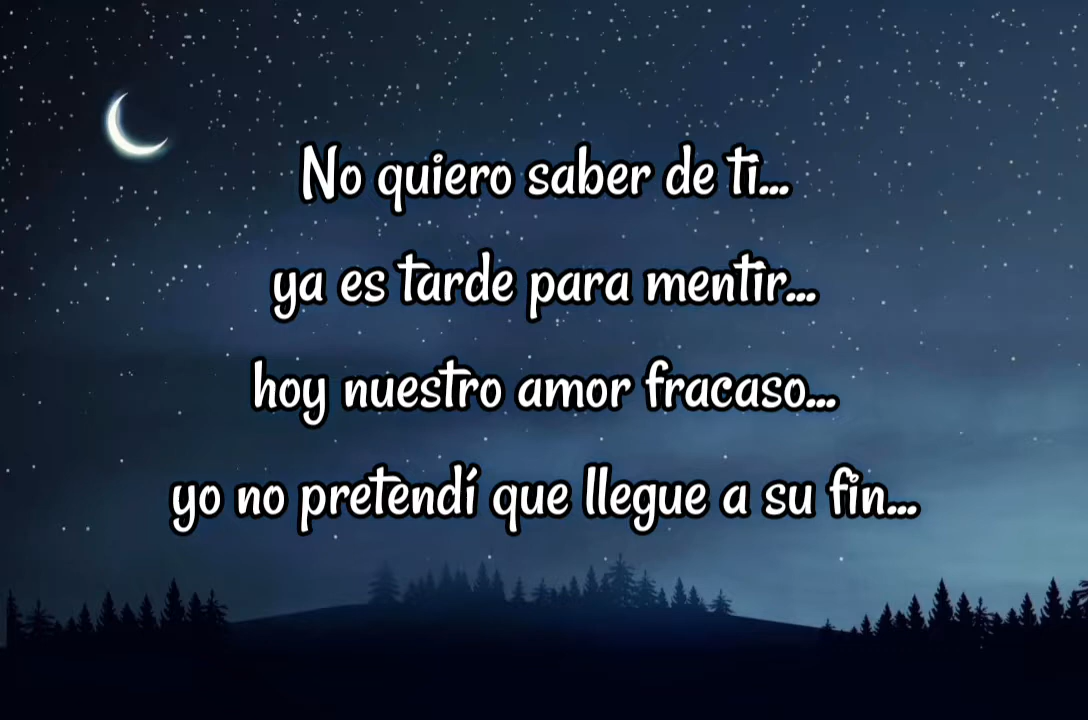 No quiero saber de ti...
ya es tarde para mentir...
hoy nuestro amor fracaso...
yo no pretendí que llegue a su fin...